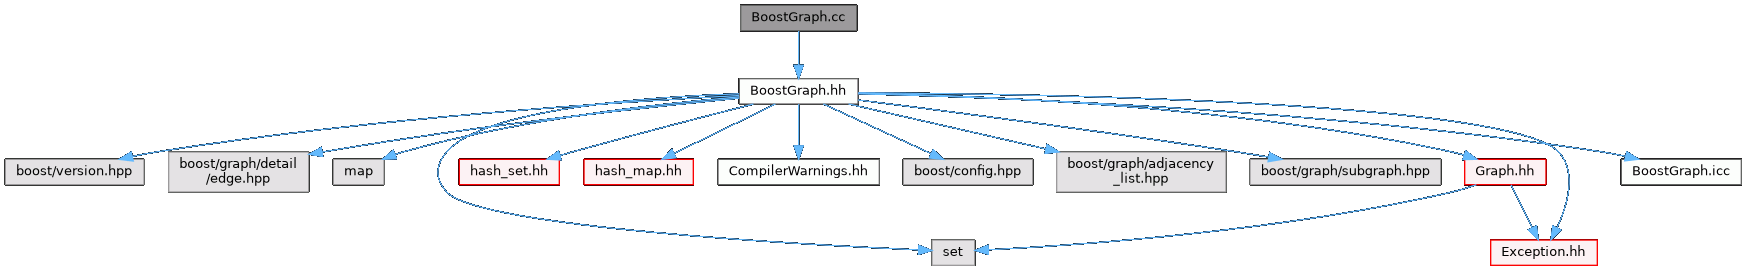 BoostGraph.cc
BoostGraph.hh
boost/version.hpp
boost/graph/detail
/edge.hpp
map
hash_set.hh
hash_map.hh
CompilerWarnings.hh
boost/config.hpp
boost/graph/adjacency
_list.hpp
boost/graph/subgraph.hpp
Graph.hh
BoostGraph.icc
set
Exception.hh